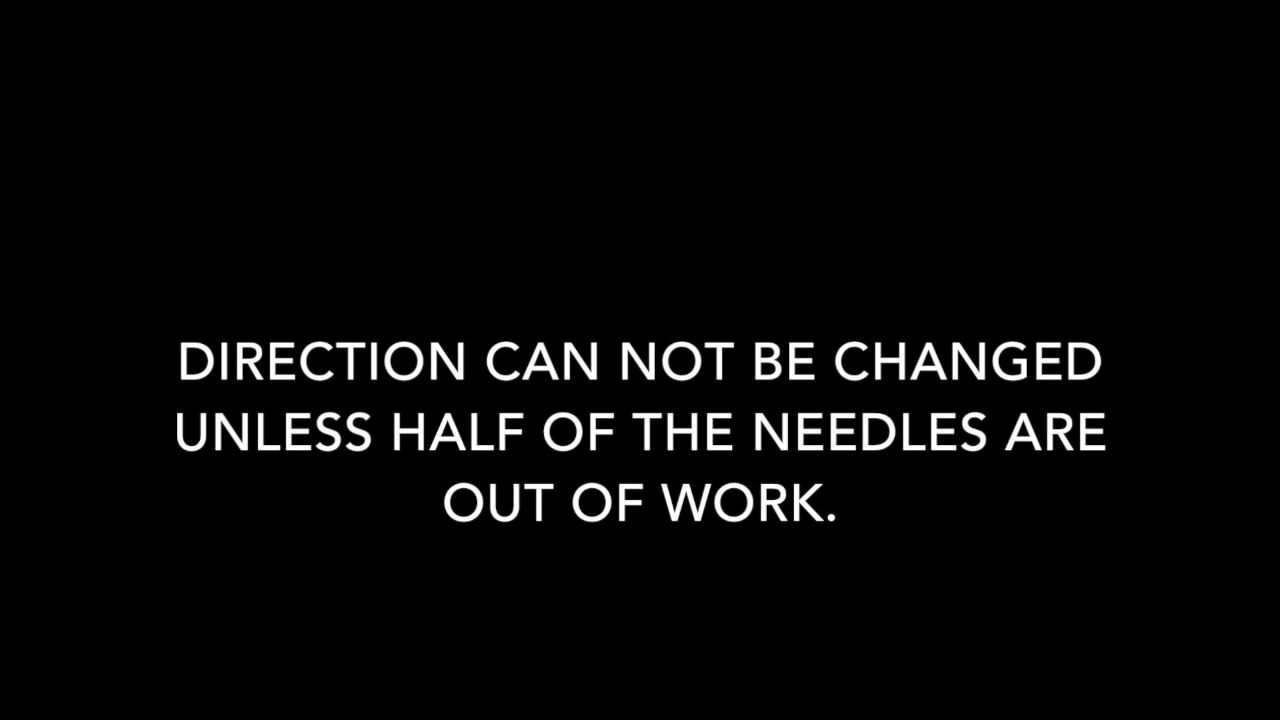 DIRECTION CAN NOT BE CHANGED
UNLESS HALF OF THE NEEDLES ARE
OUT OF WORK.